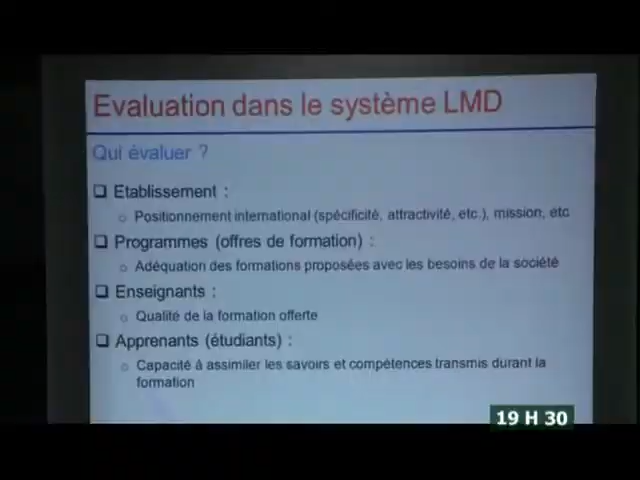 Evaluation dans le système LMD
Qui évaluer ?
❑ Etablissement :
○ Positionnement international (spécificité, attractivité, etc.), mission, etc
❑ Programmes (offres de formation) :
○ Adéquation des formations proposées avec les besoins de la société
❑ Enseignants :
○ Qualité de la formation offerte
❑ Apprenants (étudiants) :
○ Capacité à assimiler les savoirs et compétences transmis durant la
formation
19 H 30